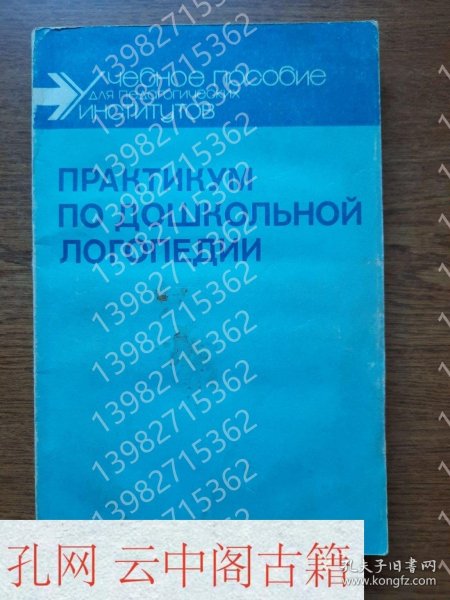 учебное пособие
для педагогических
институтов
ПРАКТИКУМ
ПО ДОШКОЛЬНОЙ
ЛОГОПЕДИИ
13982715362
13982715362
13982715362
13982715362
13982715362
13982715362
13982715362
13982715362
孔网 云中阁古籍
孔夫子旧书网
www.kongfz.com